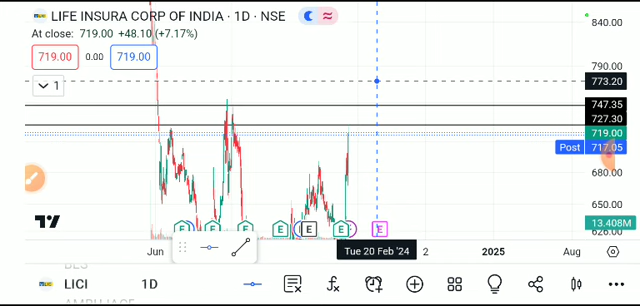 LIFE INSURA CORP OF INDIA · 1D · NSE
At close: 719.00 +48.10 (+7.17%)
719.00 0.00 719.00
1
840.00
790.00
773.20
747.35
727.30
719.00
Post 717.05
680.00
650.00
13.408M
E E E E E E E
Jun Tue 20 Feb '24 2 2025 Aug
LICI 1D